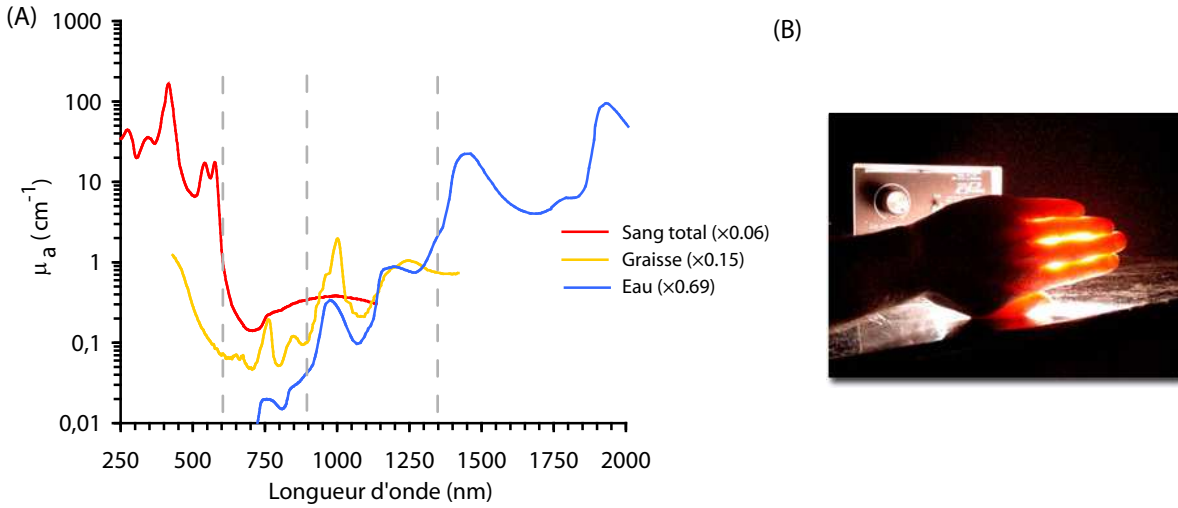 (A)
(B)
1000
100
10
1
0,1
0,01
μa (cm-1)
250 500 750 1000 1250 1500 1750 2000
Longueur d'onde (nm)
Sang total (×0.06)
Graisse (×0.15)
Eau (×0.69)